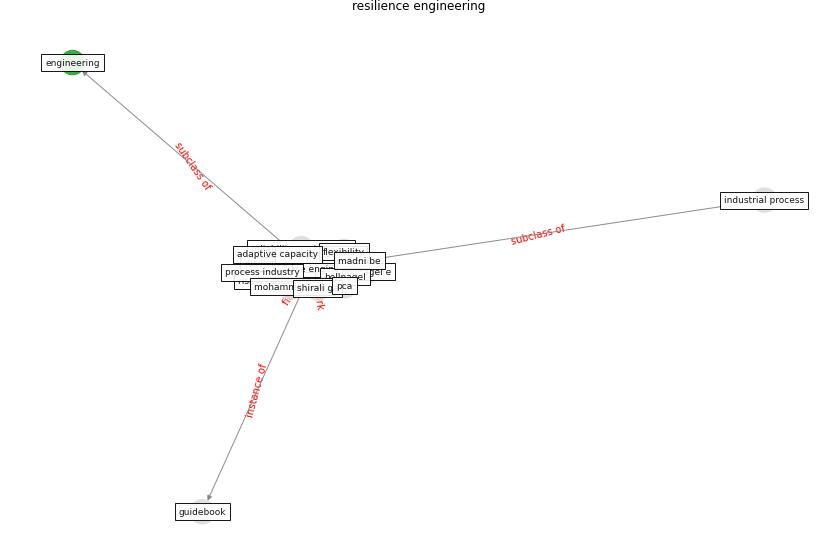 resilience engineering
engineering
subclass of
industrial process
subclass of
flexibility
adaptive capacity
madni be
process industry
hollnagel
mohamm
shirali g
pca
instance of
guidebook